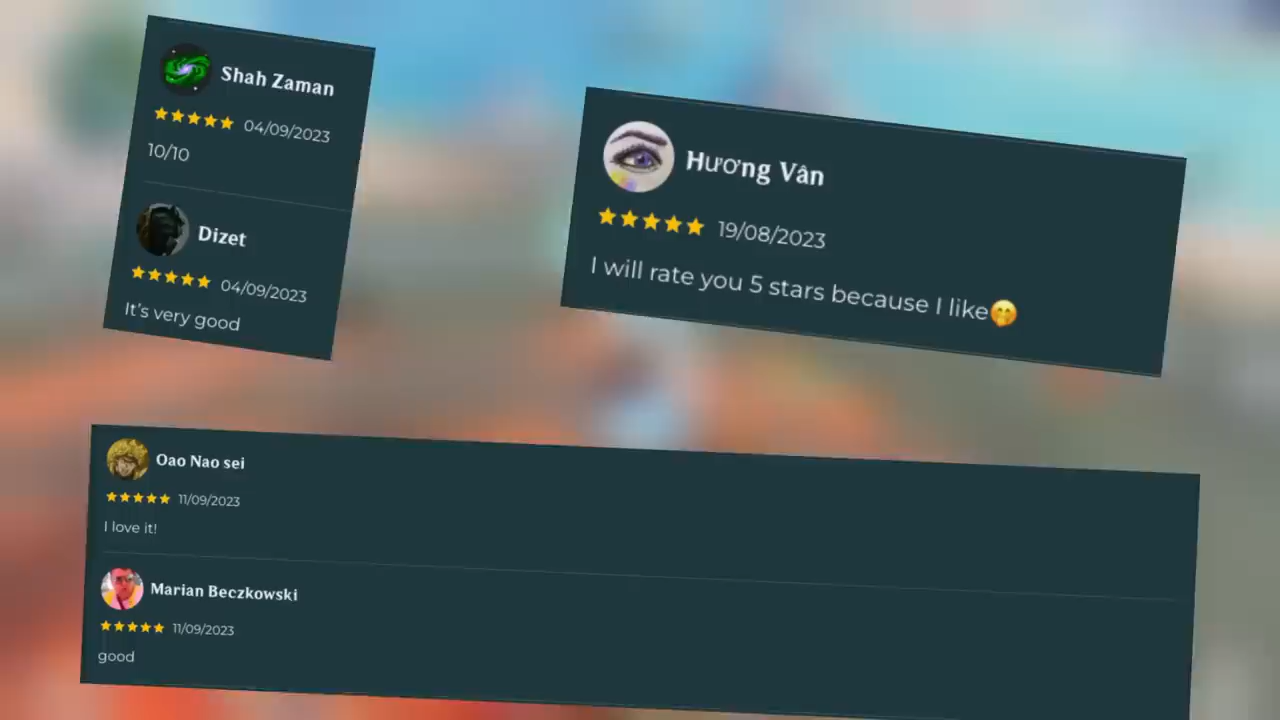 Shah Zaman
04/09/2023
10/10
Dizet
04/09/2023
It's very good
Hương Vân
19/08/2023
I will rate you 5 stars because I like🤭
Oao Nao sei
11/09/2023
I love it!
Marian Beczkowski
11/09/2023
good